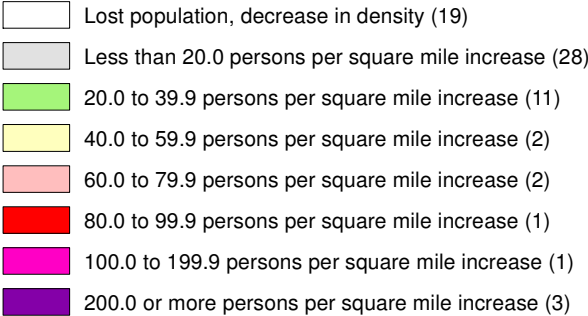 Lost population, decrease in density (19)
Less than 20.0 persons per square mile increase (28)
20.0 to 39.9 persons per square mile increase (11)
40.0 to 59.9 persons per square mile increase (2)
60.0 to 79.9 persons per square mile increase (2)
80.0 to 99.9 persons per square mile increase (1)
100.0 to 199.9 persons per square mile increase (1)
200.0 or more persons per square mile increase (3)